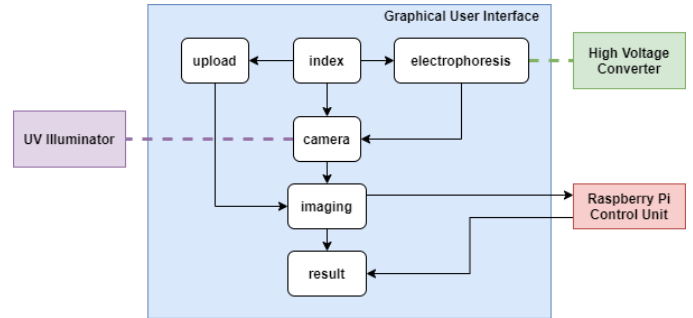 Graphical User Interface
upload
index
electrophoresis
High Voltage
Converter
UV Illuminator
camera
imaging
Raspberry Pi
Control Unit
result